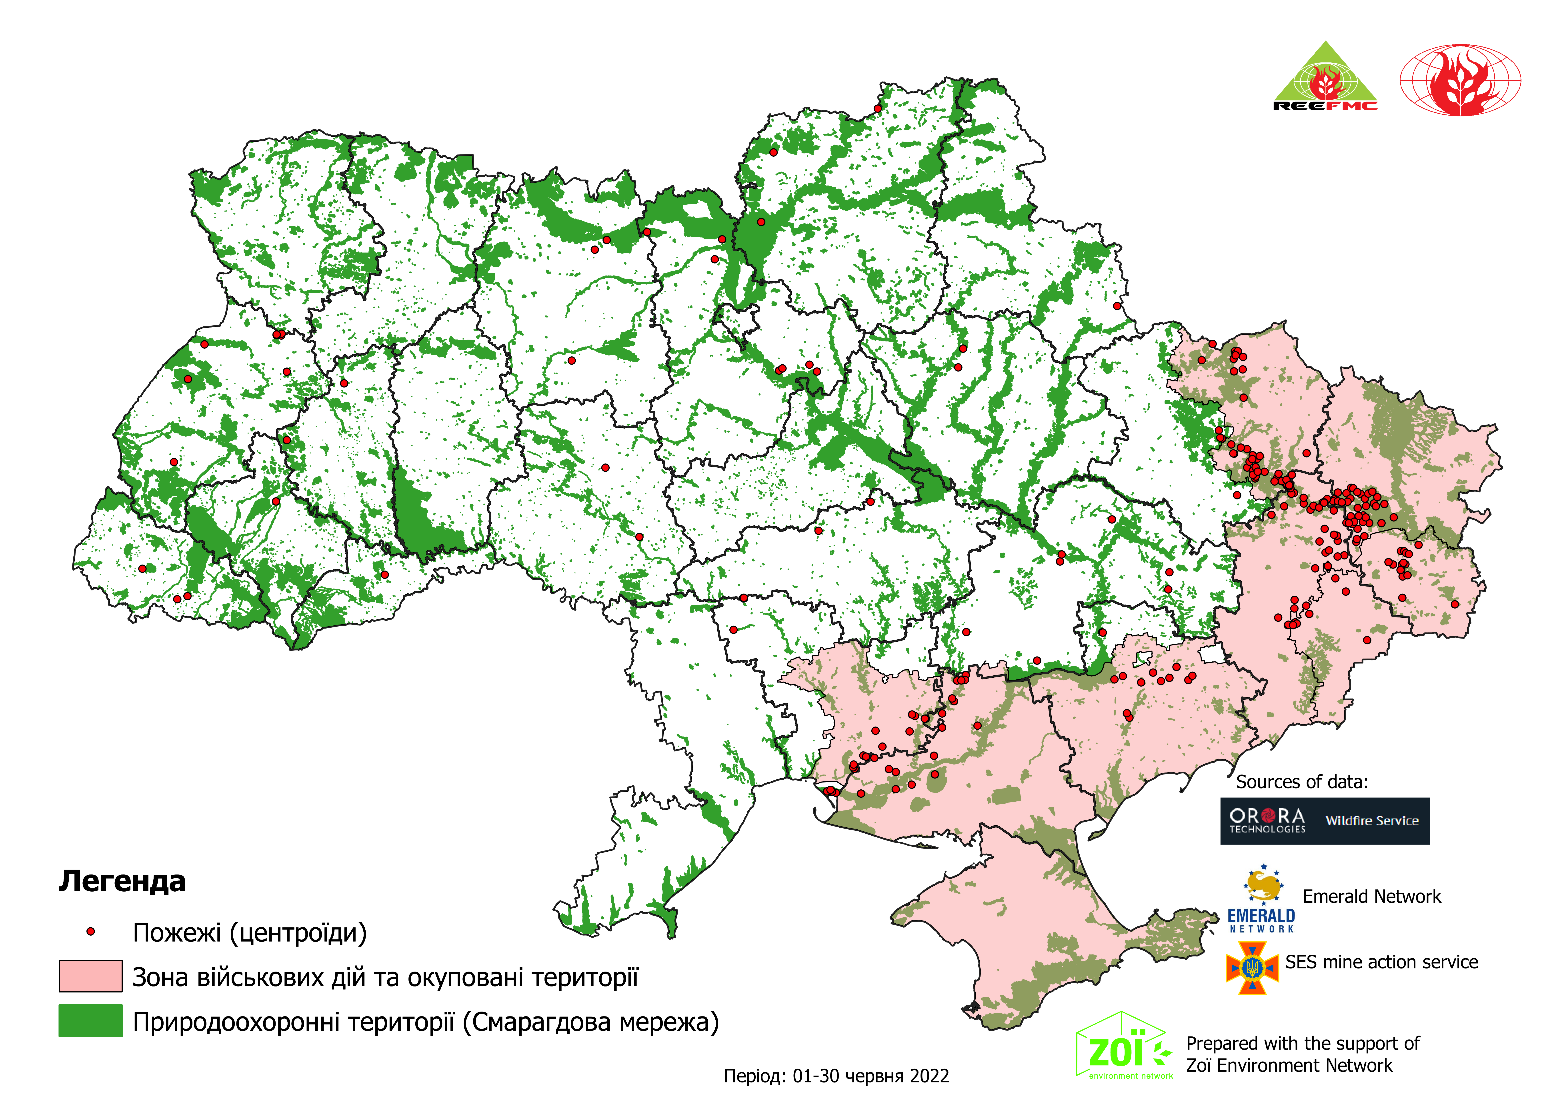 REEFMC
Sources of data:
ORORA
TECHNOLOGIES
Wildfire Service
Emerald Network
EMERALD
NETWORK
SES mine action service
Легенда
Пожежі (центроїди)
Зона військових дій та окуповані території
Природоохоронні території (Смарагдова мережа)
zoï
environment network
Prepared with the support of
Zoï Environment Network
Період: 01-30 червня 2022